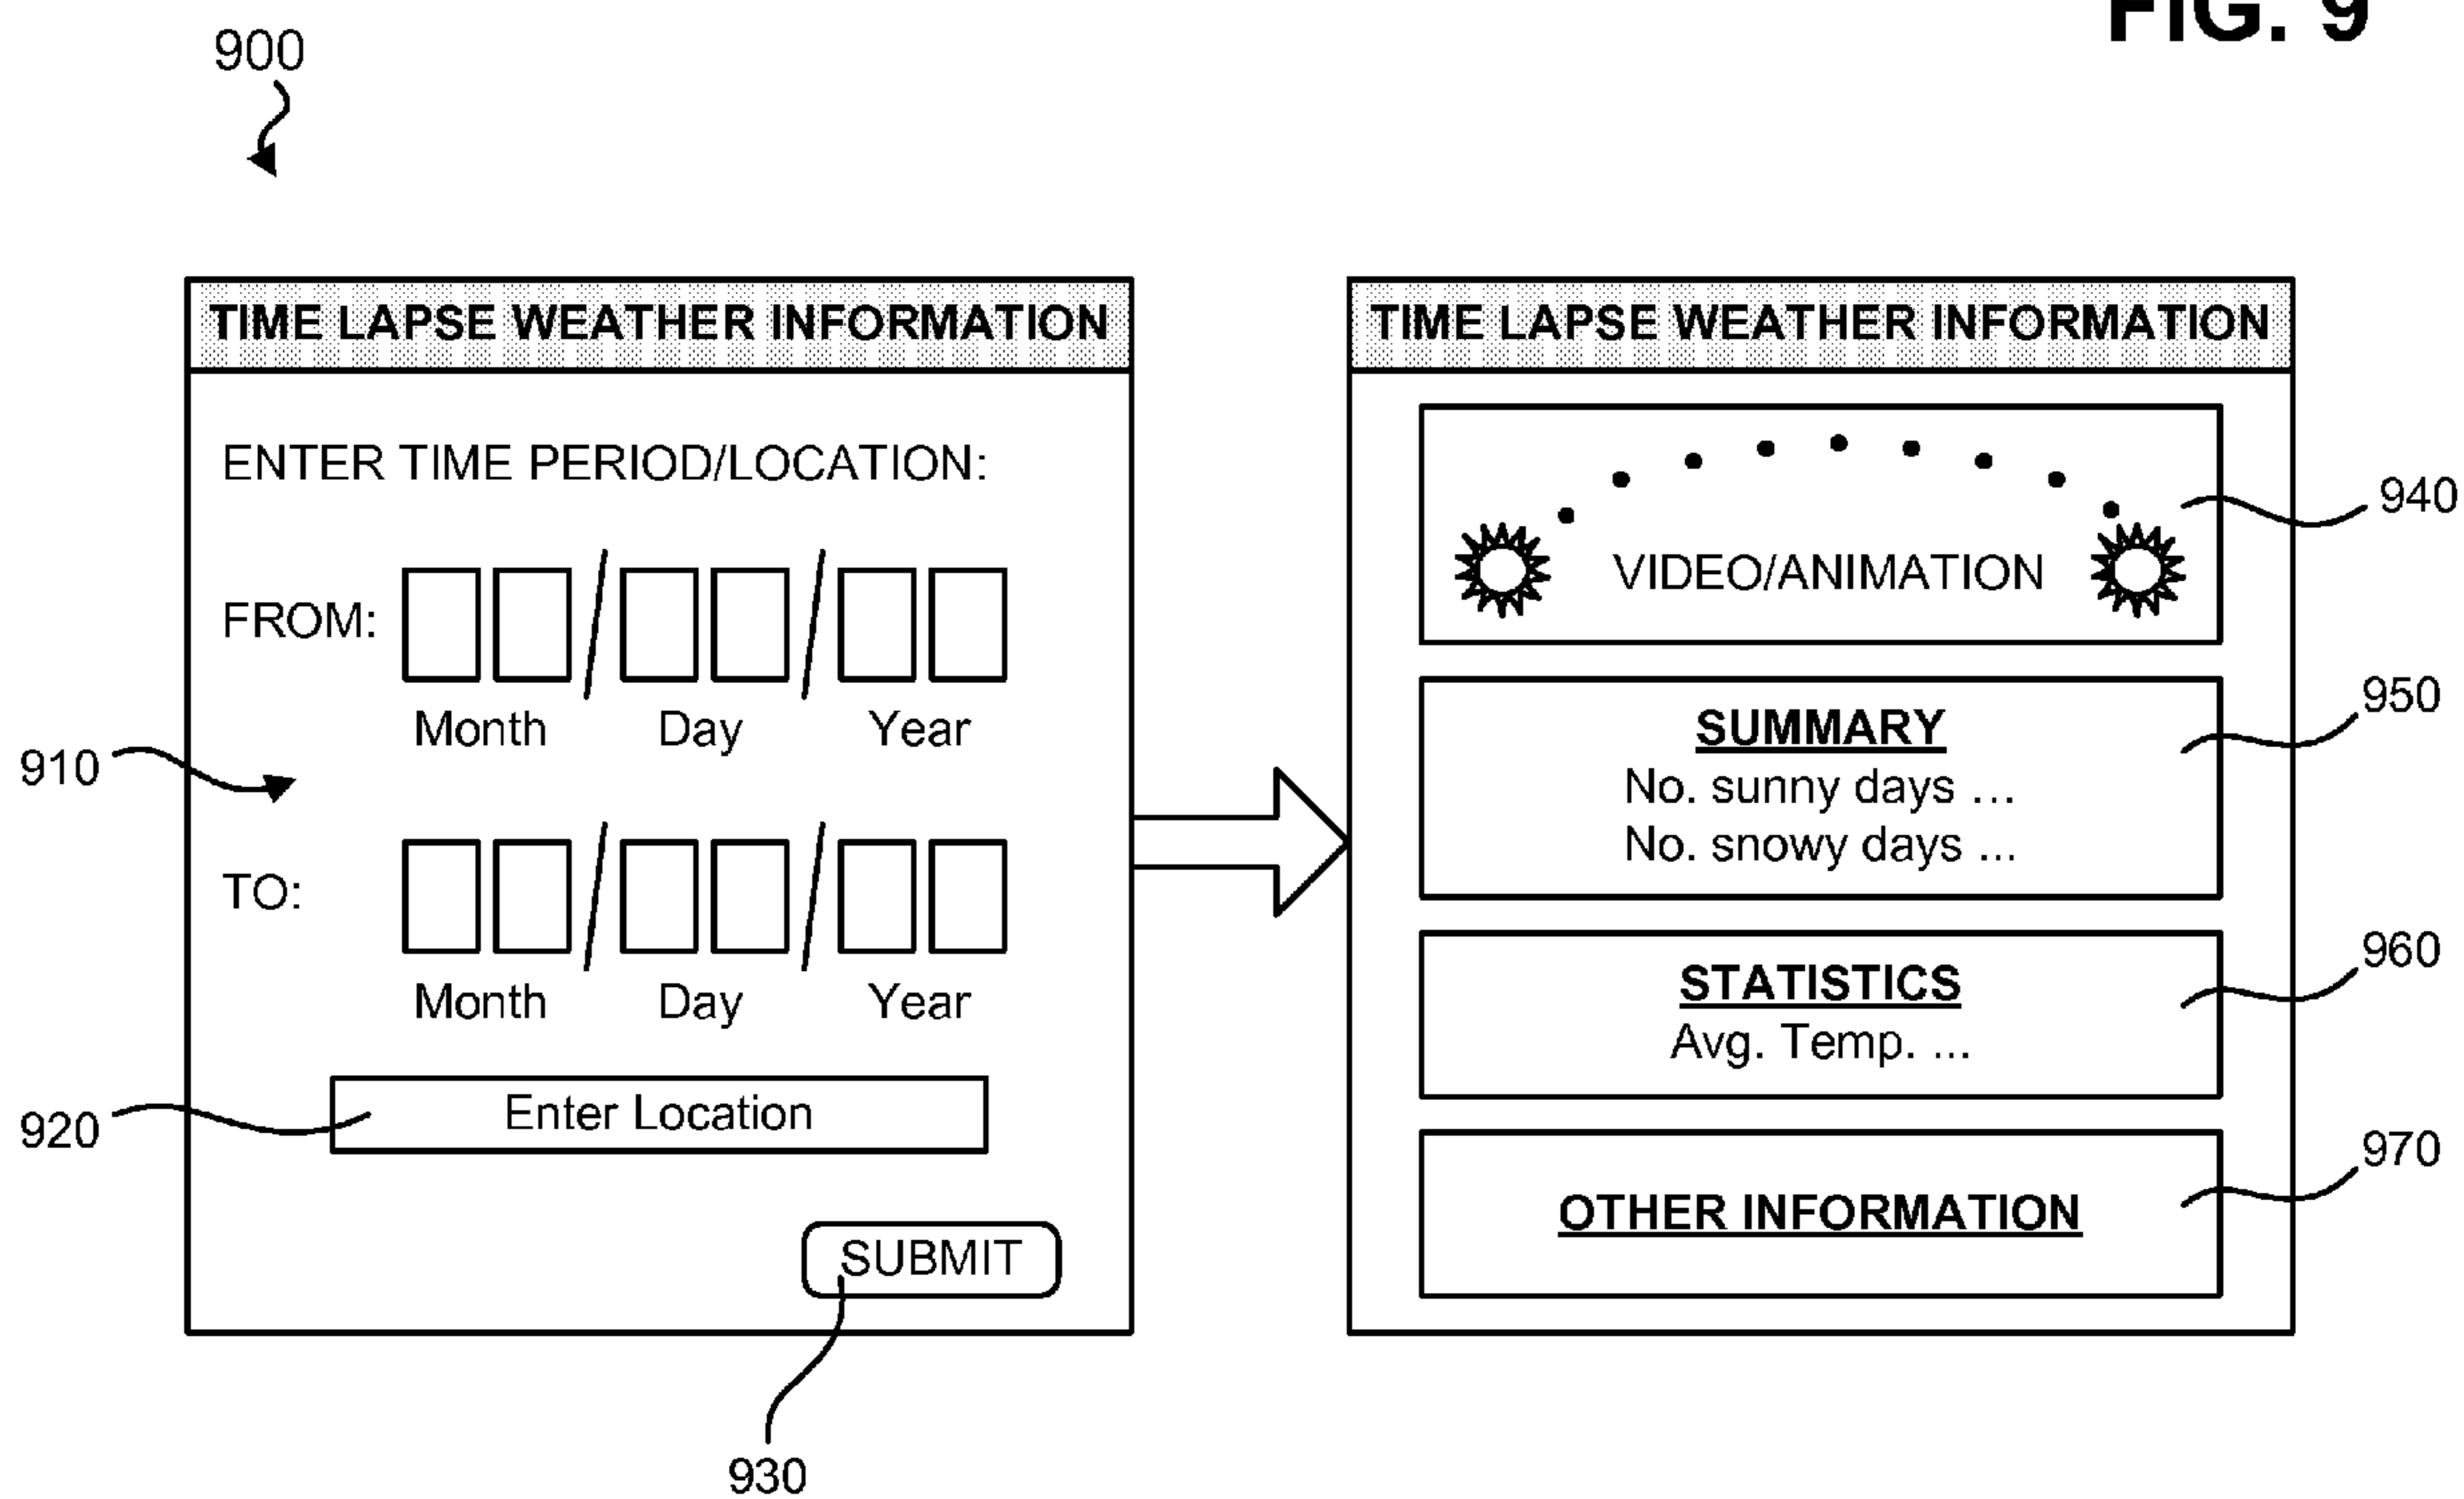 FIG. 9
900
TIME LAPSE WEATHER INFORMATION
ENTER TIME PERIOD/LOCATION:
FROM:
/ /
Month Day Year
910
TO:
/ /
Month Day Year
920
Enter Location
SUBMIT
930
TIME LAPSE WEATHER INFORMATION
VIDEO/ANIMATION
940
SUMMARY
No. sunny days ...
No. snowy days ...
950
STATISTICS
Avg. Temp. ...
960
OTHER INFORMATION
970